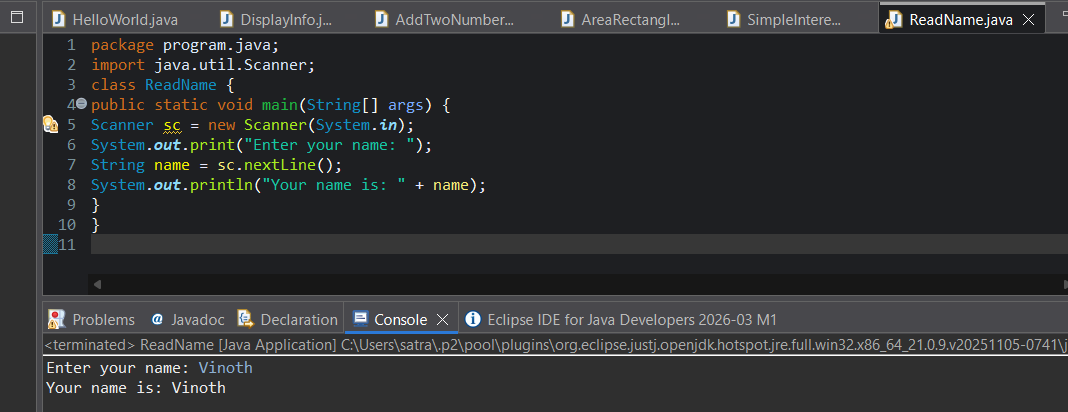 HelloWorld.java DisplayInfo.j... AddTwoNumber... AreaRectangl... SimpleIntere... ReadName.java
1 package program.java;
2 import java.util.Scanner;
3 class ReadName {
4 public static void main(String[] args) {
5 Scanner sc = new Scanner(System.in);
6 System.out.print("Enter your name: ");
7 String name = sc.nextLine();
8 System.out.println("Your name is: " + name);
9 }
10 }
11
Problems @ Javadoc Declaration Console Eclipse IDE for Java Developers 2026-03 M1
<terminated> ReadName [Java Application] C:\Users\satra\.p2\pool\plugins\org.eclipse.justj.openjdk.hotspot.jre.full.win32.x86_64_21.0.9.v20251105-0741\j
Enter your name: Vinoth
Your name is: Vinoth